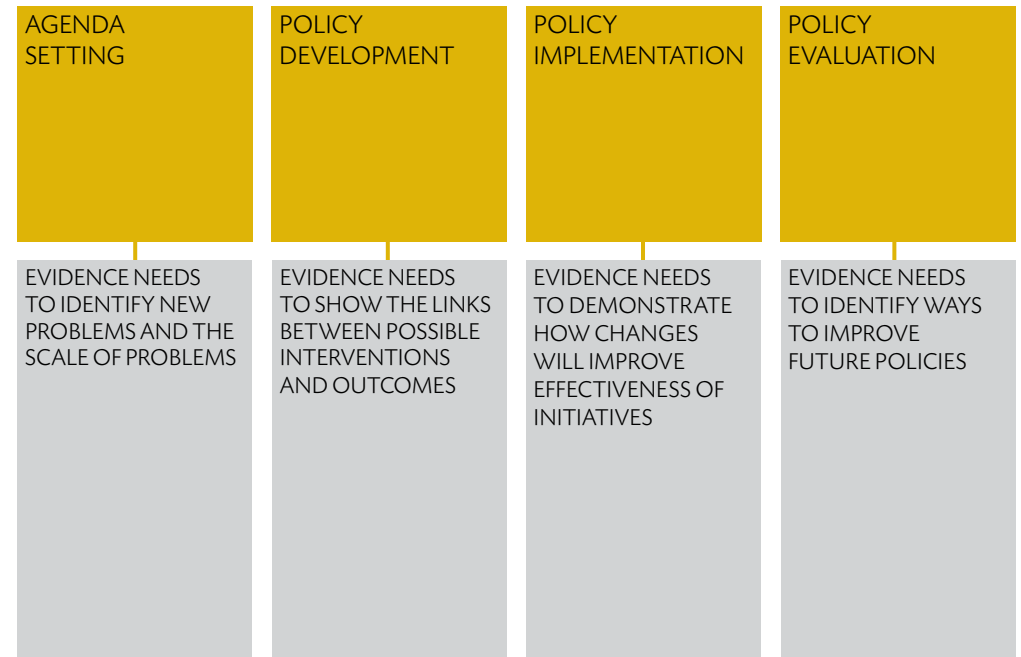 AGENDA
SETTING
POLICY
DEVELOPMENT
POLICY
IMPLEMENTATION
POLICY
EVALUATION
EVIDENCE NEEDS
TO IDENTIFY NEW
PROBLEMS AND THE
SCALE OF PROBLEMS
EVIDENCE NEEDS
TO SHOW THE LINKS
BETWEEN POSSIBLE
INTERVENTIONS
AND OUTCOMES
EVIDENCE NEEDS
TO DEMONSTRATE
HOW CHANGES
WILL IMPROVE
EFFECTIVENESS OF
INITIATIVES
EVIDENCE NEEDS
TO IDENTIFY WAYS
TO IMPROVE
FUTURE POLICIES